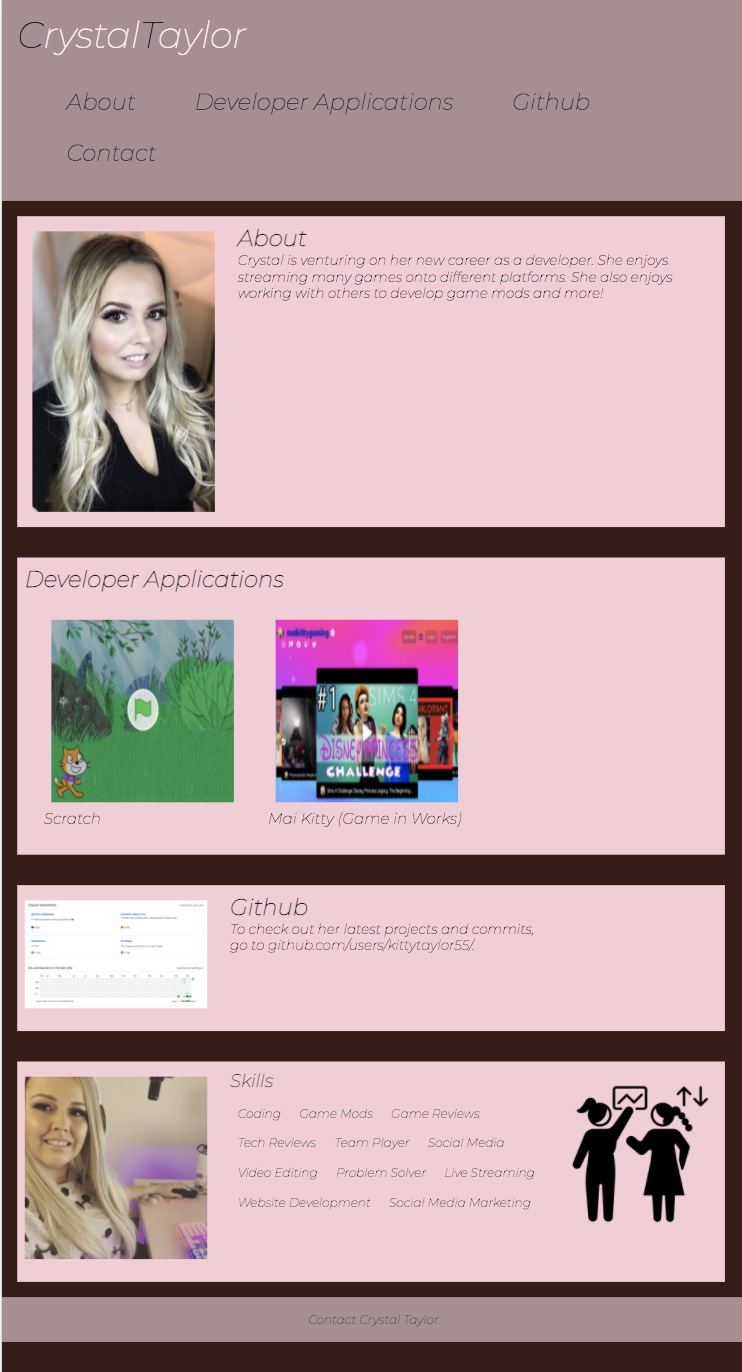 CrystalTaylor
About Developer Applications Github
Contact
About
Crystal is venturing on her new career as a developer. She enjoys
streaming many games onto different platforms. She also enjoys
working with others to develop game mods and more!
Developer Applications
maikittygaming
#1 SIMS 4
DISNEY PRINCESS
CHALLENGE
Scratch
Mai Kitty (Game in Works)
Github
To check out her latest projects and commits,
go to github.com/users/kittytaylor55/.
Skills
Coding Game Mods Game Reviews
Tech Reviews Team Player Social Media
Video Editing Problem Solver Live Streaming
Website Development Social Media Marketing
Contact Crystal Taylor.